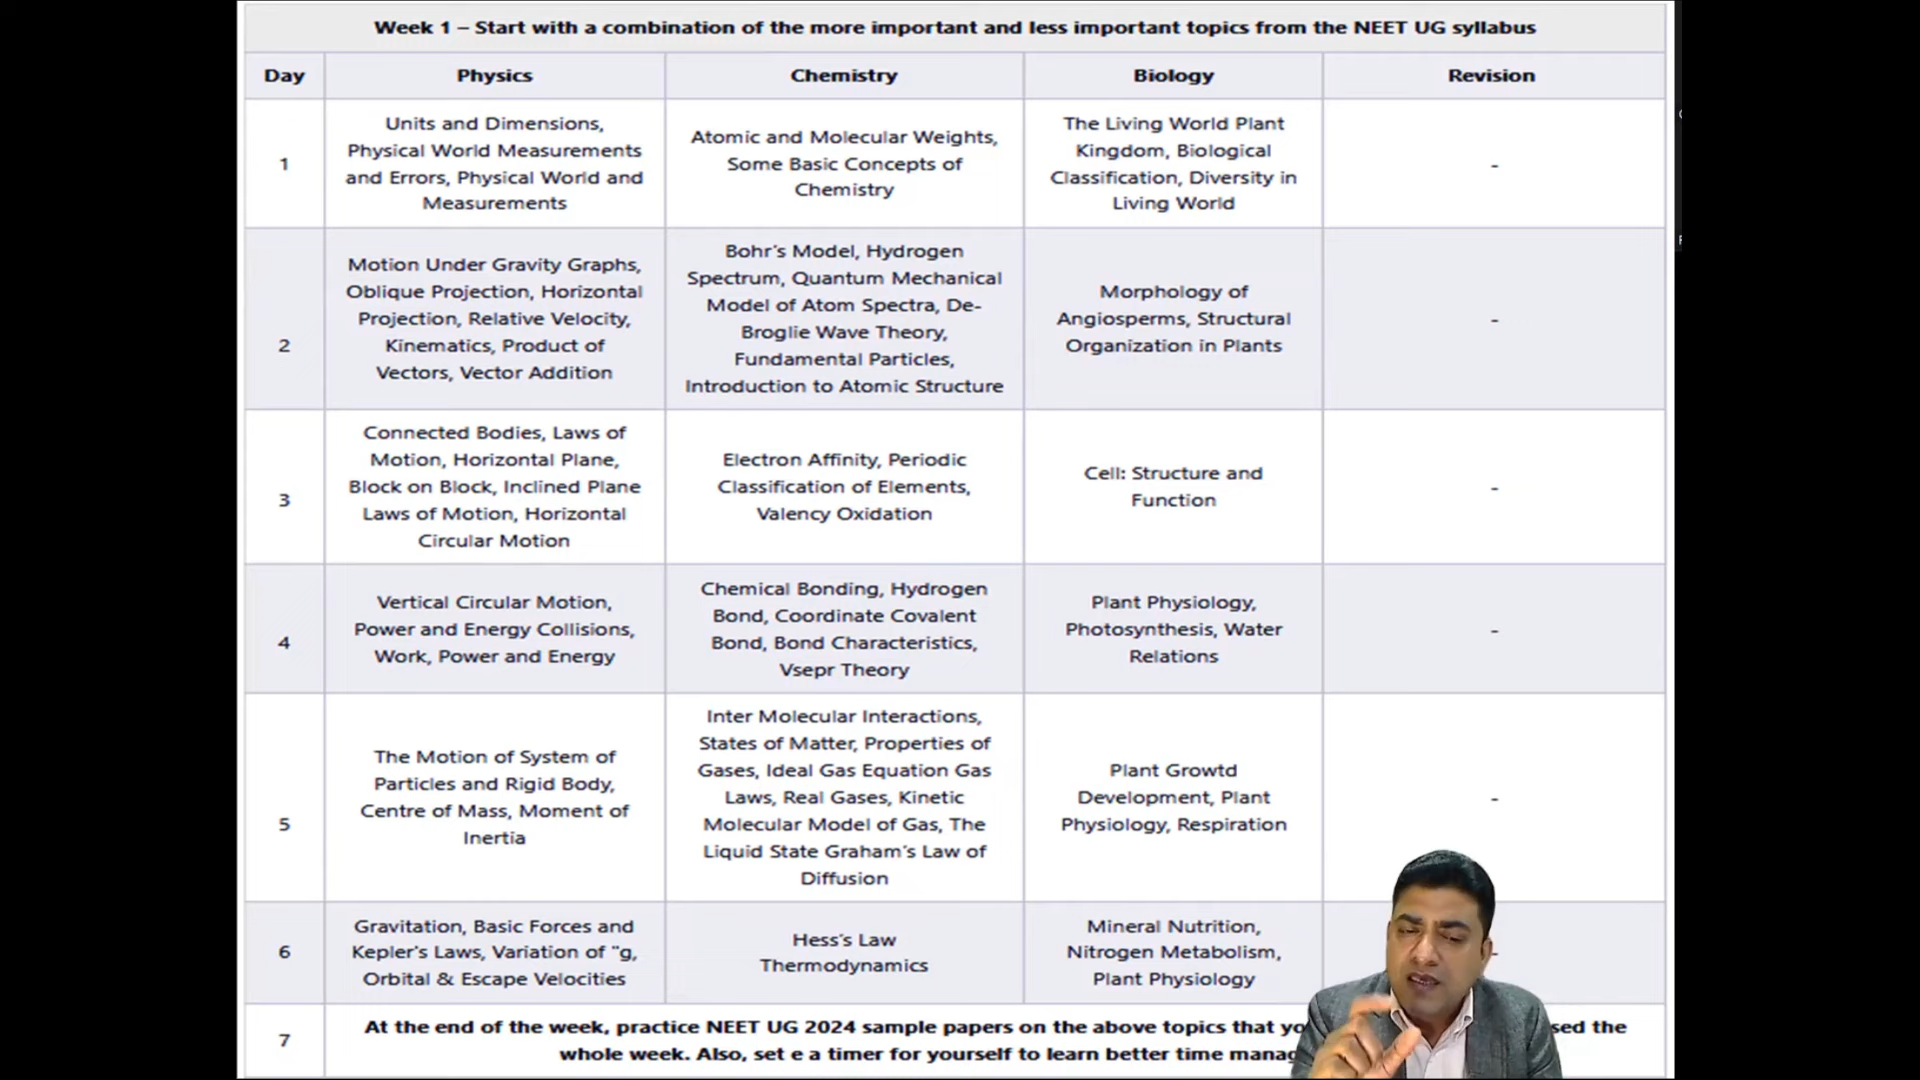 Week 1 – Start with a combination of the more important and less important topics from the NEET UG syllabus
Day
Physics
Chemistry
Biology
Revision
1
Units and Dimensions,
Physical World Measurements
and Errors, Physical World and
Measurements
Atomic and Molecular Weights,
Some Basic Concepts of
Chemistry
The Living World Plant
Kingdom, Biological
Classification, Diversity in
Living World
-
2
Motion Under Gravity Graphs,
Oblique Projection, Horizontal
Projection, Relative Velocity,
Kinematics, Product of
Vectors, Vector Addition
Bohr's Model, Hydrogen
Spectrum, Quantum Mechanical
Model of Atom Spectra, De-
Broglie Wave Theory,
Fundamental Particles,
Introduction to Atomic Structure
Morphology of
Angiosperms, Structural
Organization in Plants
-
3
Connected Bodies, Laws of
Motion, Horizontal Plane,
Block on Block, Inclined Plane
Laws of Motion, Horizontal
Circular Motion
Electron Affinity, Periodic
Classification of Elements,
Valency Oxidation
Cell: Structure and
Function
-
4
Vertical Circular Motion,
Power and Energy Collisions,
Work, Power and Energy
Chemical Bonding, Hydrogen
Bond, Coordinate Covalent
Bond, Bond Characteristics,
Vsepr Theory
Plant Physiology,
Photosynthesis, Water
Relations
-
5
The Motion of System of
Particles and Rigid Body,
Centre of Mass, Moment of
Inertia
Inter Molecular Interactions,
States of Matter, Properties of
Gases, Ideal Gas Equation Gas
Laws, Real Gases, Kinetic
Molecular Model of Gas, The
Liquid State Graham's Law of
Diffusion
Plant Growtd
Development, Plant
Physiology, Respiration
-
6
Gravitation, Basic Forces and
Kepler's Laws, Variation of "g,
Orbital & Escape Velocities
Hess's Law
Thermodynamics
Mineral Nutrition,
Nitrogen Metabolism,
Plant Physiology
-
7
At the end of the week, practice NEET UG 2024 sample papers on the above topics that the
whole week. Also, set e a timer for yourself to learn better time